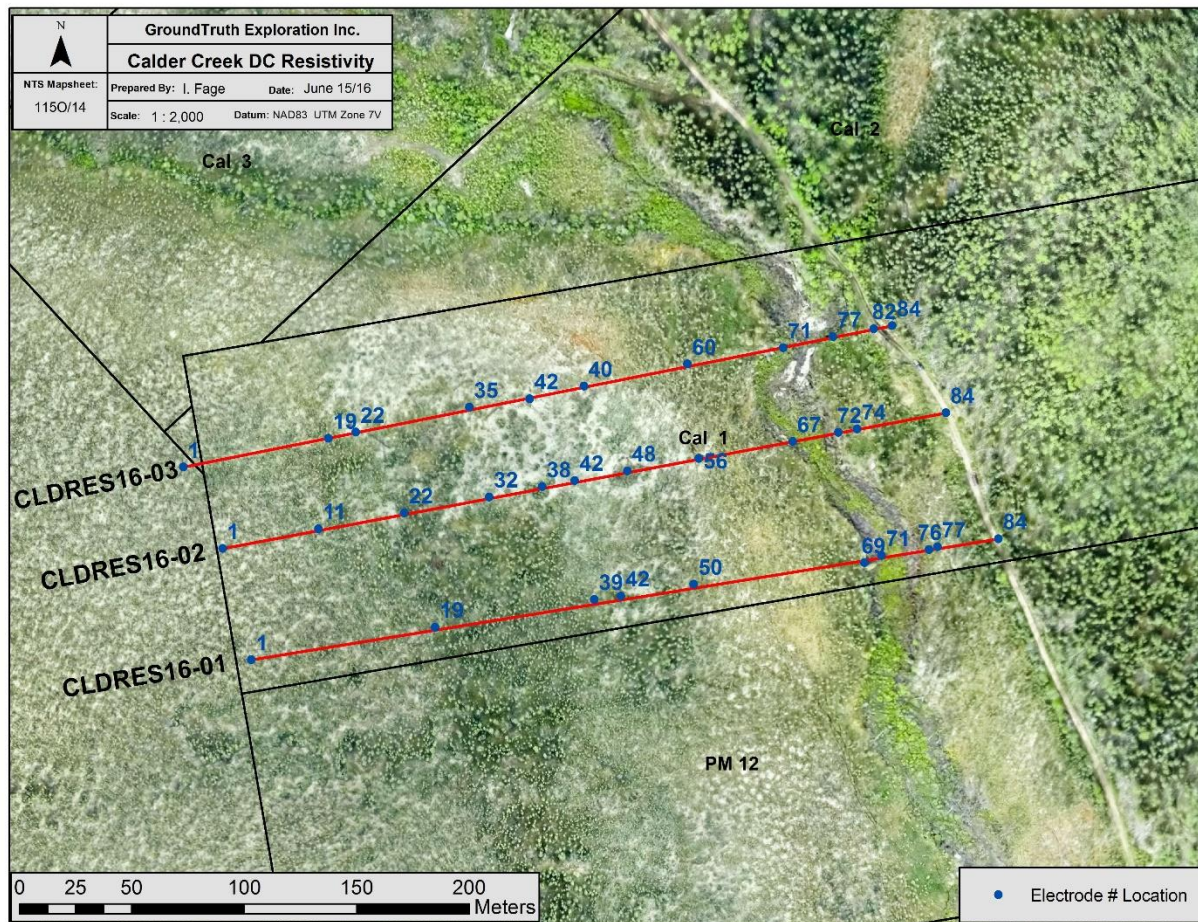 N
NTS Mapsheet:
115O/14
GroundTruth Exploration Inc.
Calder Creek DC Resistivity
Prepared By: I. Fage Date: June 15/16
Scale: 1 : 2,000 Datum: NAD83 UTM Zone 7V
Cal 2
Cal 3
CLDRES16-03 1 19 22 35 42 40 60 71 77 82 84
Cal 1
CLDRES16-02 1 11 22 32 38 42 48 56 67 72 74 84
CLDRES16-01 1 19 39 42 50 69 71 76 77 84
PM 12
0 25 50 100 150 200
Meters
Electrode # Location